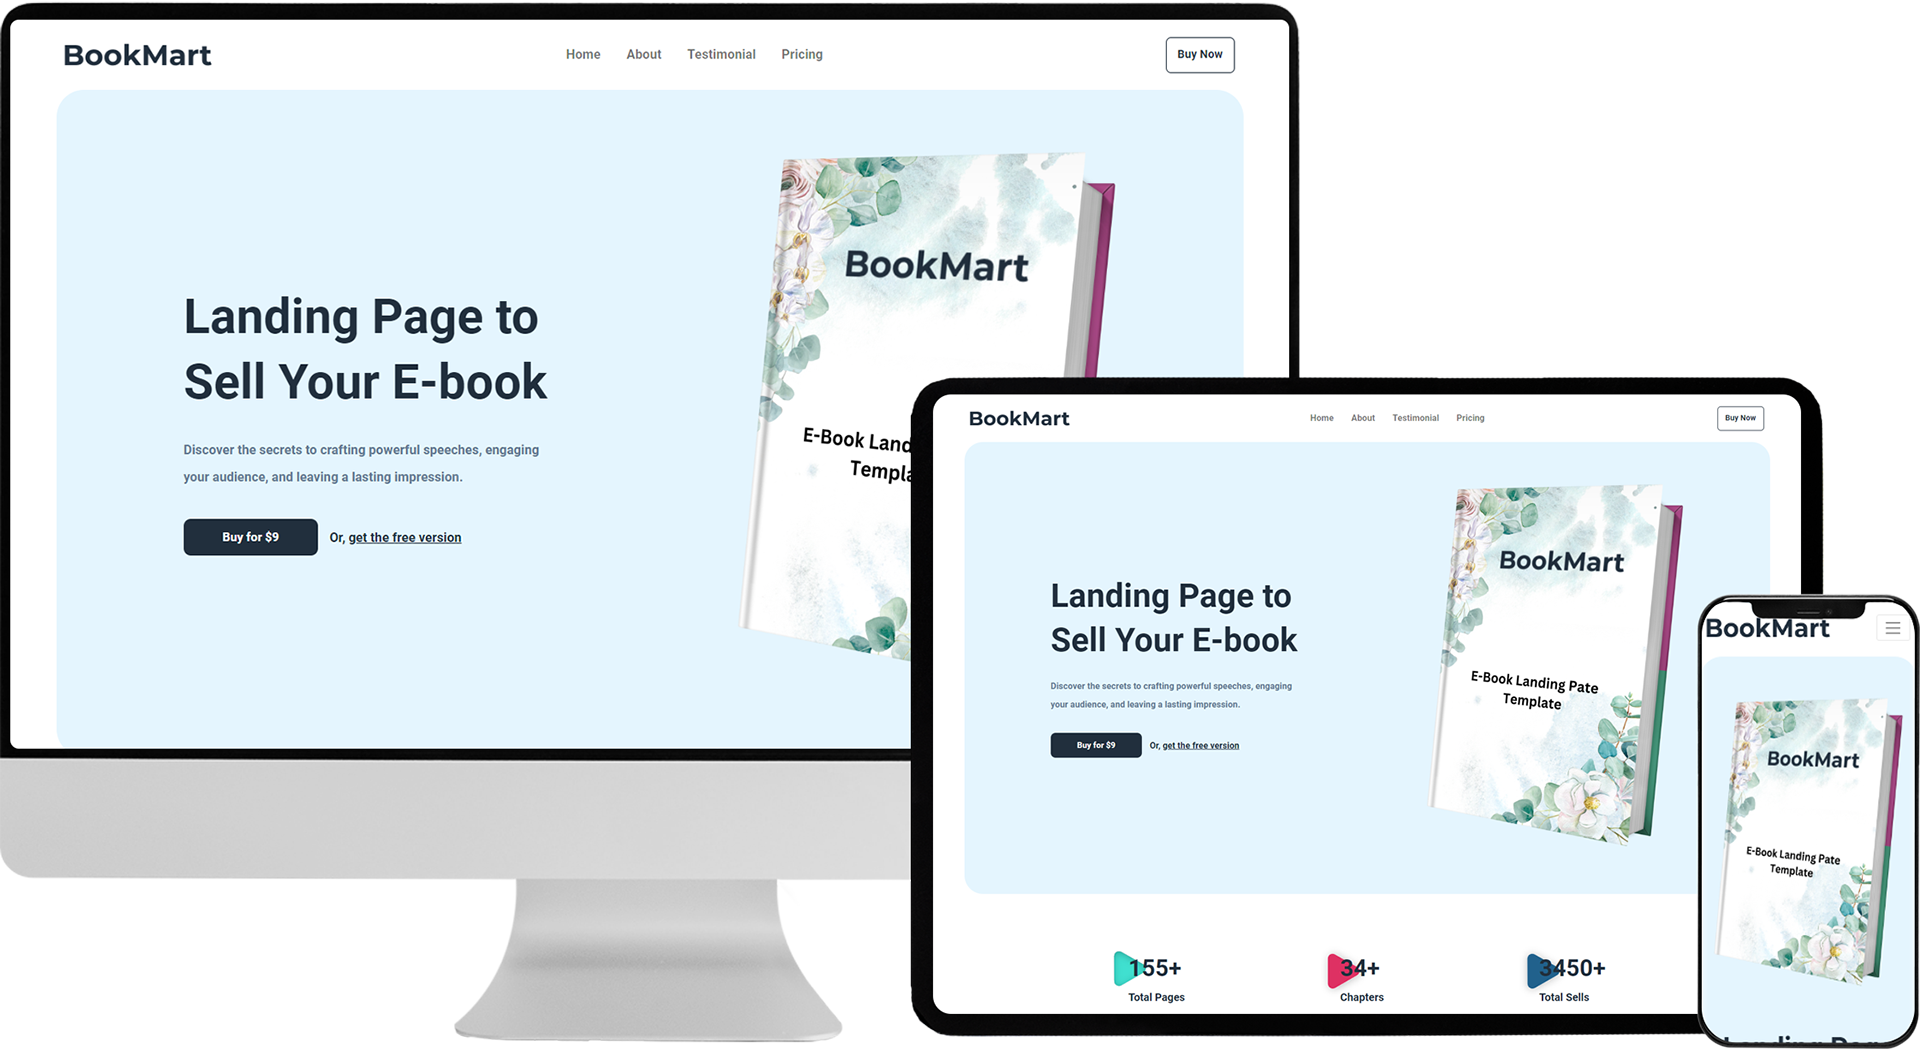 BookMart
Home About Testimonial Pricing
Buy Now
BookMart
Landing Page to
Sell Your E-book
Discover the secrets to crafting powerful speeches, engaging
your audience, and leaving a lasting impression.
Buy for $9 Or, get the free version
E-Book Land
Templa
BookMart
Home About Testimonial Pricing
Buy Now
BookMart
Landing Page to
Sell Your E-book
Discover the secrets to crafting powerful speeches, engaging
your audience, and leaving a lasting impression.
Buy for $9 Or, get the free version
E-Book Landing Pate
Template
155+
Total Pages
34+
Chapters
3450+
Total Sells
BookMart
BookMart
E-Book Landing Pate
Template
Landing Pag